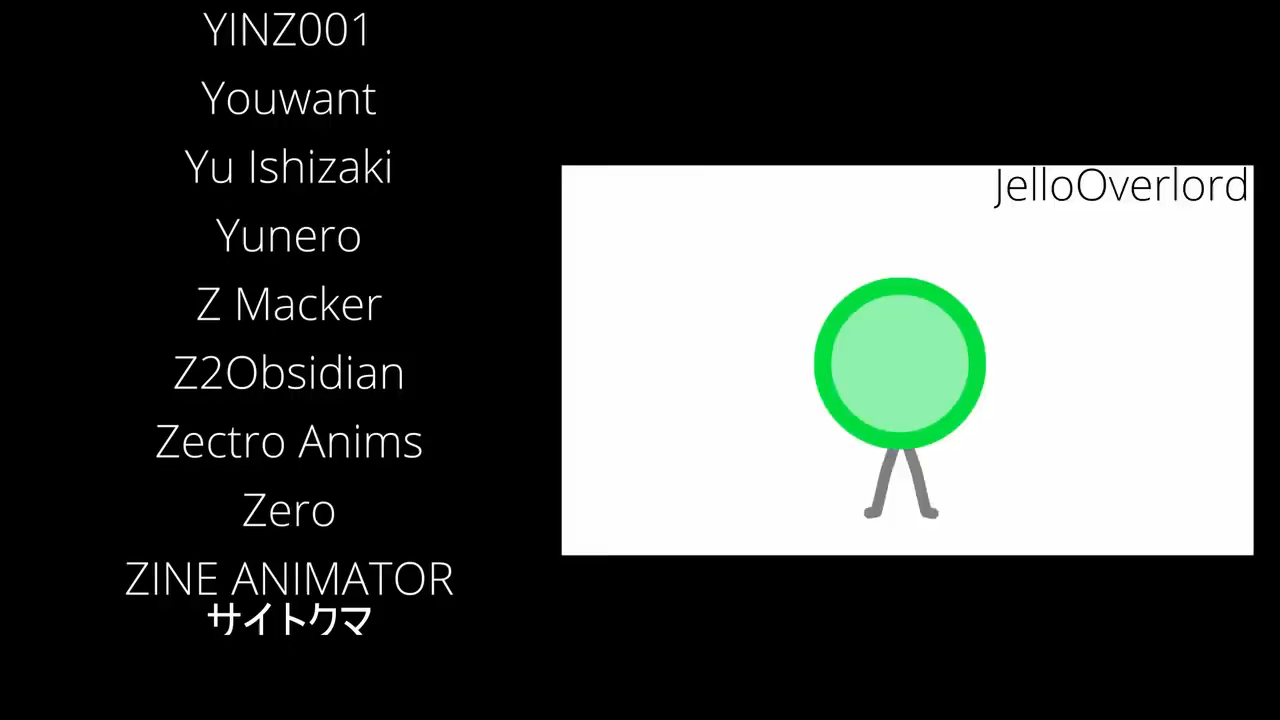 YINZ001
Youwant
Yu Ishizaki
Yunero
Z Macker
Z2Obsidian
Zectro Anims
Zero
ZINE ANIMATOR
サイトクマ
JelloOverlord